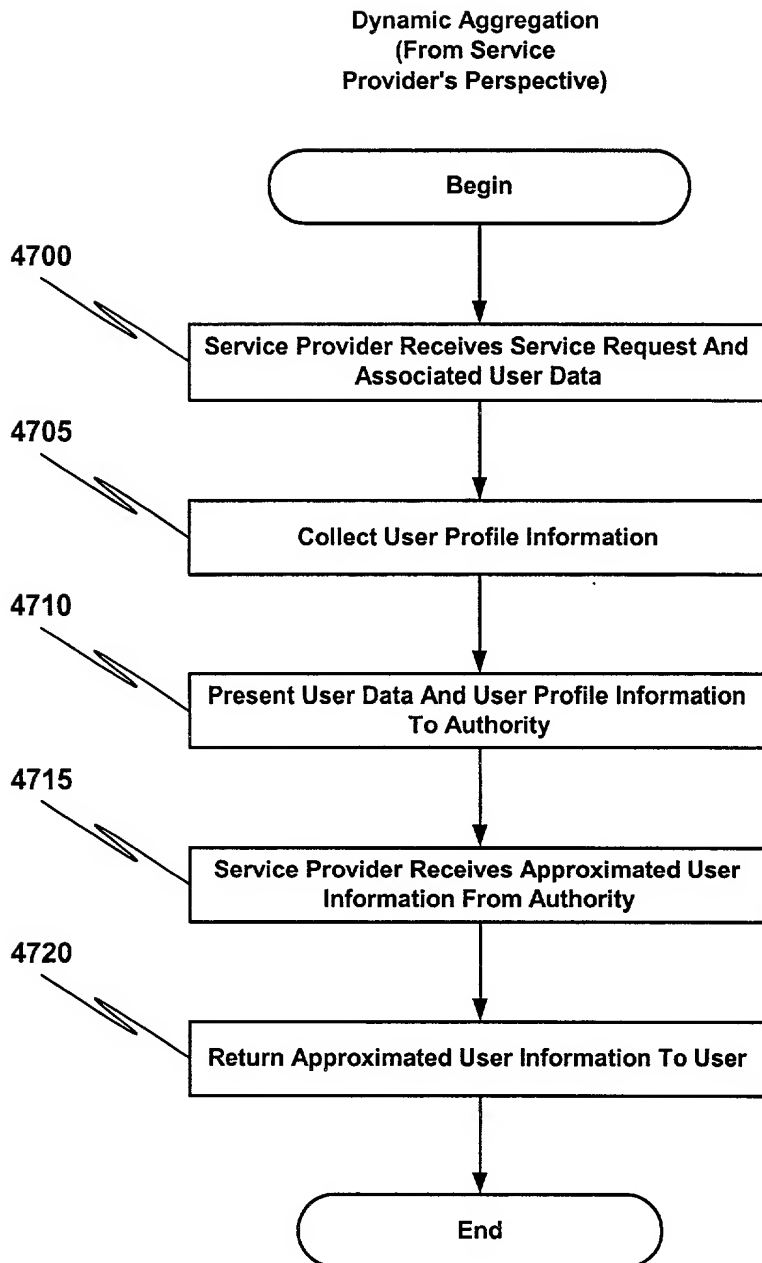 Dynamic Aggregation
(From Service
Provider's Perspective)
Begin
4700
Service Provider Receives Service Request And
Associated User Data
4705
Collect User Profile Information
4710
Present User Data And User Profile Information
To Authority
4715
Service Provider Receives Approximated User
Information From Authority
4720
Return Approximated User Information To User
End